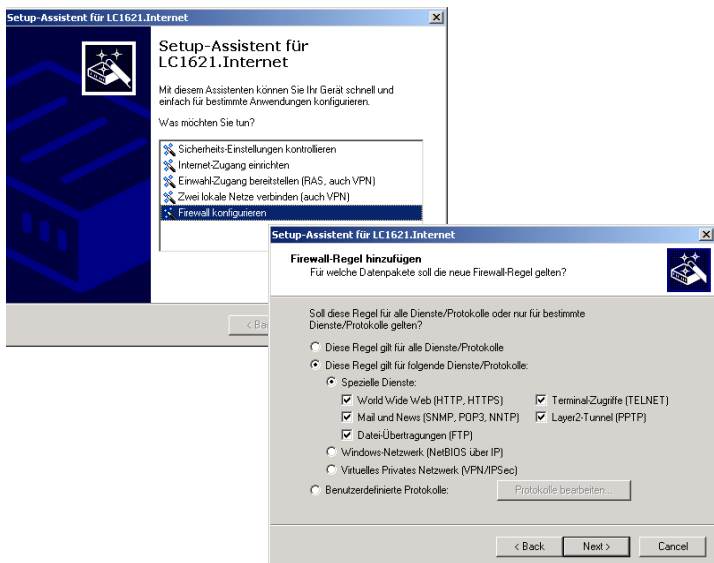 Setup-Assistent für LC1621.Internet
Setup-Assistent für
LC1621.Internet
Mit diesem Assistenten können Sie Ihr Gerät schnell und
einfach für bestimmte Anwendungen konfigurieren.
Was möchten Sie tun?
Sicherheits-Einstellungen kontrollieren
Internet-Zugang einrichten
Einwahl-Zugang bereitstellen (RAS, auch VPN)
Zwei lokale Netze verbinden (auch VPN)
Firewall konfigurieren
Setup-Assistent für LC1621.Internet
Firewall-Regel hinzufügen
Für welche Datenpakete soll die neue Firewall-Regel gelten?
Soll diese Regel für alle Dienste/Protokolle oder nur für bestimmte
Dienste/Protokolle gelten?
Diese Regel gilt für alle Dienste/Protokolle
Diese Regel gilt für folgende Dienste/Protokolle:
Spezielle Dienste:
World Wide Web (HTTP, HTTPS) Terminal-Zugriffe (TELNET)
Mail und News (SNMP, POP3, NNTP) Layer2-Tunnel (PPTP)
Datei-Übertragungen (FTP)
Windows-Netzwerk (NetBIOS über IP)
Virtuelles Privates Netzwerk (VPN/IPSec)
Benutzerdefinierte Protokolle: Protokolle bearbeiten...
< Back Next > Cancel